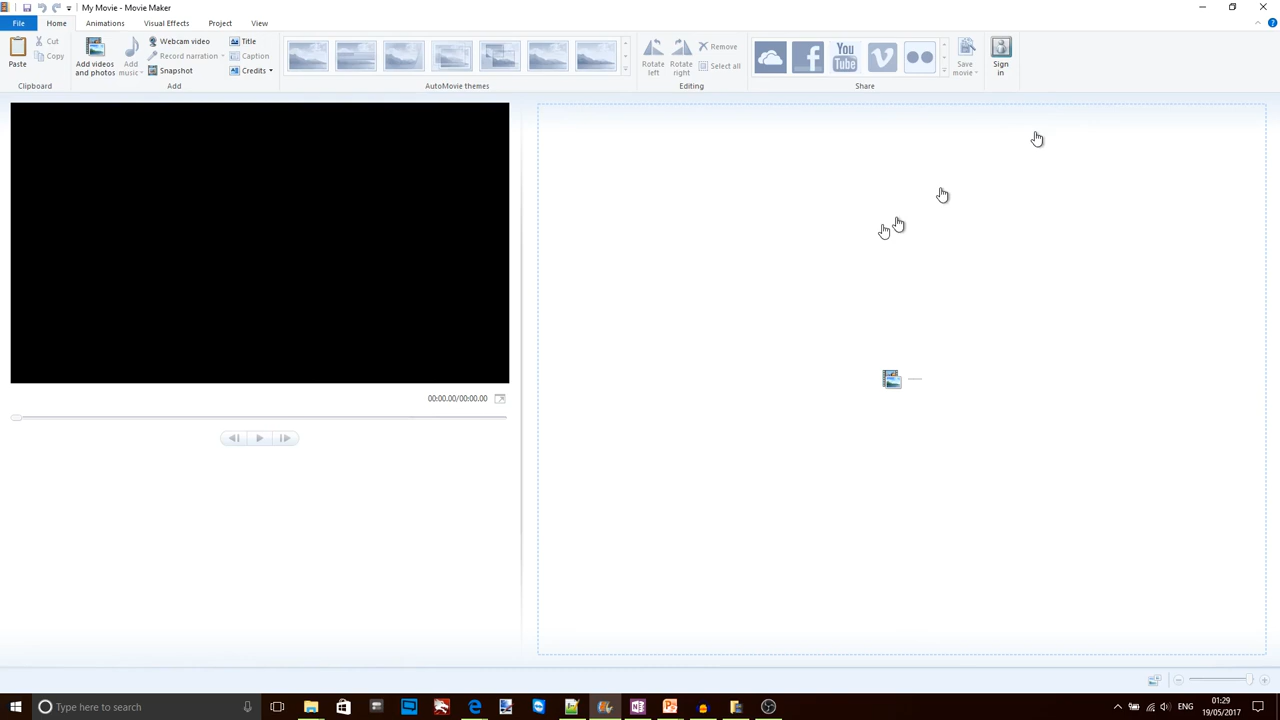 My Movie - Movie Maker
File
Home
Animations
Visual Effects
Project
View
Paste
Cut
Copy
Clipboard
Add videos
and photos
Add
music
Webcam video
Record narration
Snapshot
Title
Caption
Credits
Add
AutoMovie themes
Rotate
left
Rotate
right
Remove
Select all
Editing
You
Tube
Share
Save
movie
Sign
in
00:00.00/00:00.00
Type here to search
ENG
01:29
19/05/2017